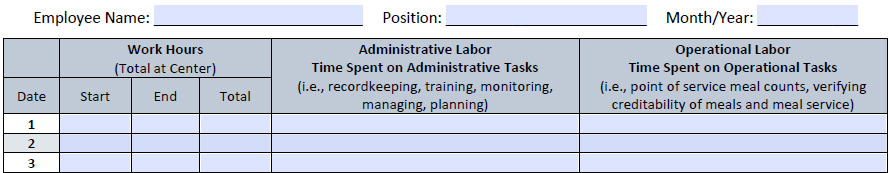 Employee Name: Position: Month/Year:
Work Hours
(Total at Center)
Administrative Labor
Time Spent on Administrative Tasks
(i.e., recordkeeping, training, monitoring,
managing, planning)
Operational Labor
Time Spent on Operational Tasks
(i.e., point of service meal counts, verifying
creditability of meals and meal service)
Date Start End Total
1
2
3